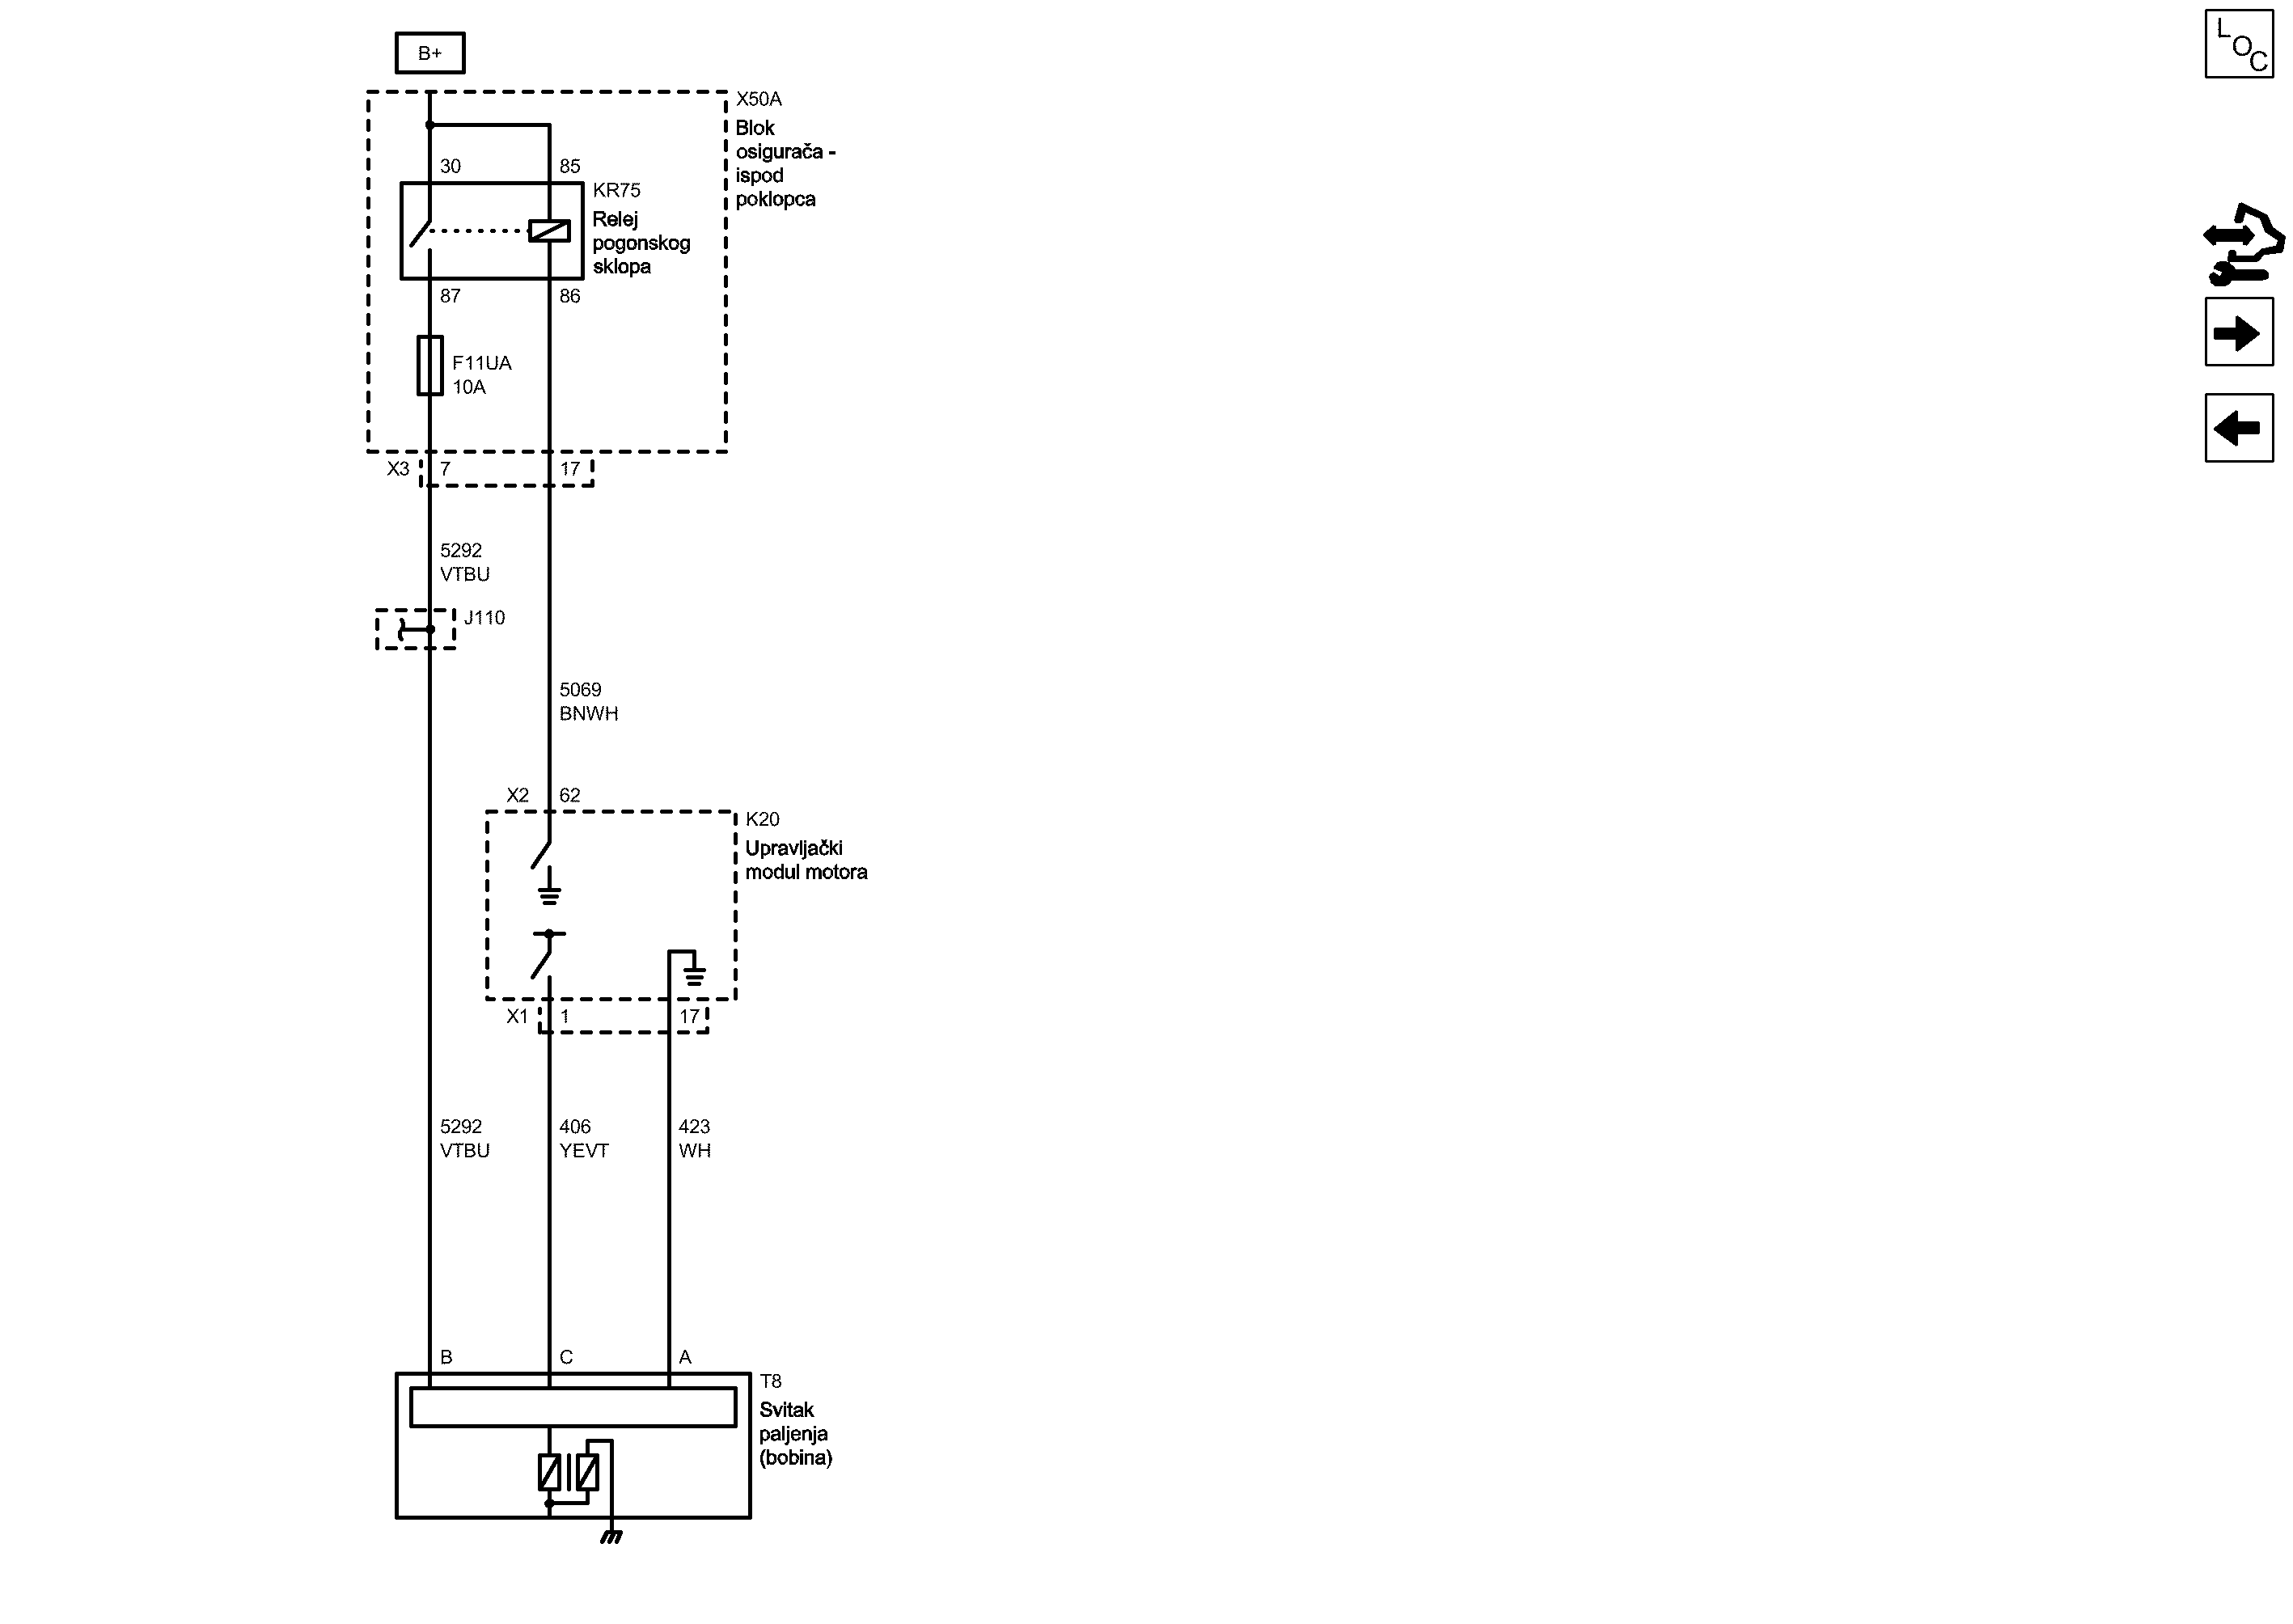 B+
L
O
C
X50A
Blok
osigurača -
ispod
poklopca
30
85
KR75
Relej
pogonskog
sklopa
87
86
F11UA
10A
X3
7
17
5292
VTBU
J110
5069
BNWH
X2
62
K20
Upravljački
modul motora
X1
1
17
5292
VTBU
406
YEVT
423
WH
B
C
A
T8
Svitak
paljenja
(bobina)